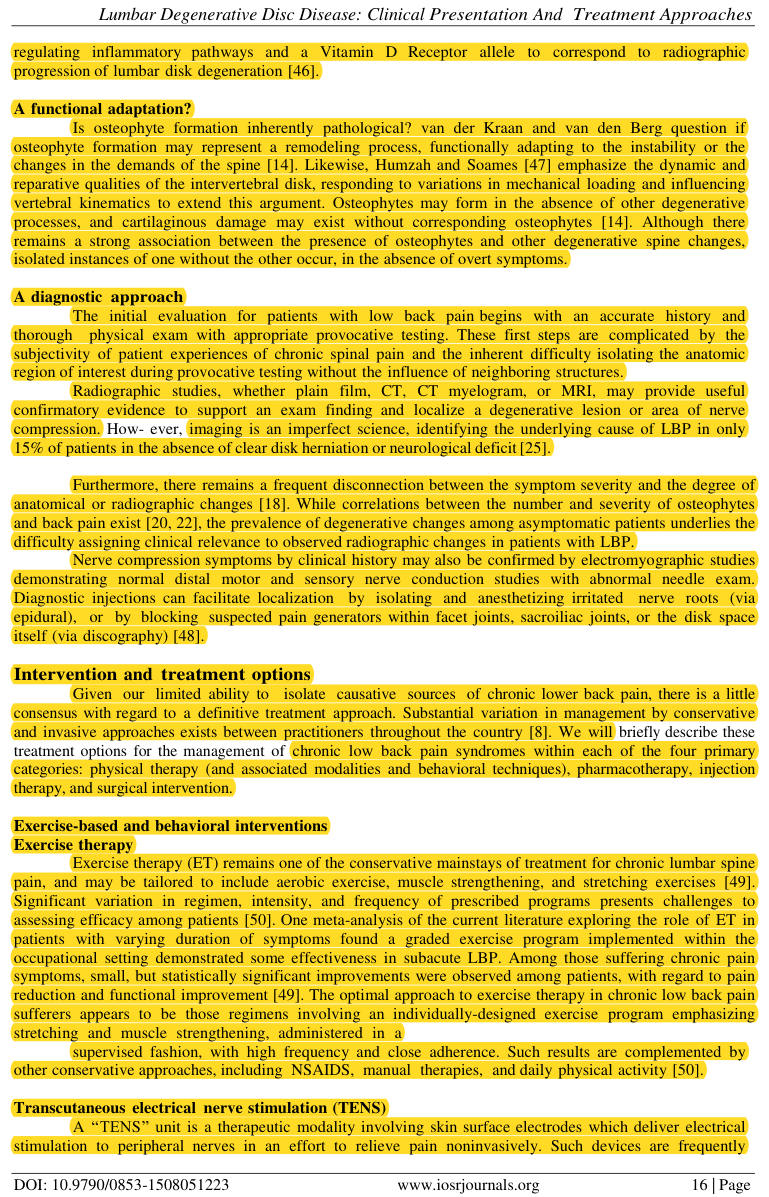 Lumbar Degenerative Disc Disease: Clinical Presentation And Treatment Approaches
regulating inflammatory pathways and a Vitamin D Receptor allele to correspond to radiographic
progression of lumbar disk degeneration [46].
A functional adaptation?
Is osteophyte formation inherently pathological? van der Kraan and van den Berg question if
osteophyte formation may represent a remodeling process, functionally adapting to the instability or the
changes in the demands of the spine [14]. Likewise, Humzah and Soames [47] emphasize the dynamic and
reparative qualities of the intervertebral disk, responding to variations in mechanical loading and influencing
vertebral kinematics to extend this argument. Osteophytes may form in the absence of other degenerative
processes, and cartilaginous damage may exist without corresponding osteophytes [14]. Although there
remains a strong association between the presence of osteophytes and other degenerative spine changes,
isolated instances of one without the other occur, in the absence of overt symptoms.
A diagnostic approach
The initial evaluation for patients with low back pain begins with an accurate history and
thorough physical exam with appropriate provocative testing. These first steps are complicated by the
subjectivity of patient experiences of chronic spinal pain and the inherent difficulty isolating the anatomic
region of interest during provocative testing without the influence of neighboring structures.
Radiographic studies, whether plain film, CT, CT myelogram, or MRI, may provide useful
confirmatory evidence to support an exam finding and localize a degenerative lesion or area of nerve
compression. How- ever, imaging is an imperfect science, identifying the underlying cause of LBP in only
15% of patients in the absence of clear disk herniation or neurological deficit [25].
Furthermore, there remains a frequent disconnection between the symptom severity and the degree of
anatomical or radiographic changes [18]. While correlations between the number and severity of osteophytes
and back pain exist [20, 22], the prevalence of degenerative changes among asymptomatic patients underlies the
difficulty assigning clinical relevance to observed radiographic changes in patients with LBP.
Nerve compression symptoms by clinical history may also be confirmed by electromyographic studies
demonstrating normal distal motor and sensory nerve conduction studies with abnormal needle exam.
Diagnostic injections can facilitate localization by isolating and anesthetizing irritated nerve roots (via
epidural), or by blocking suspected pain generators within facet joints, sacroiliac joints, or the disk space
itself (via discography) [48].
Intervention and treatment options
Given our limited ability to isolate causative sources of chronic lower back pain, there is a little
consensus with regard to a definitive treatment approach. Substantial variation in management by conservative
and invasive approaches exists between practitioners throughout the country [8]. We will briefly describe these
treatment options for the management of chronic low back pain syndromes within each of the four primary
categories: physical therapy (and associated modalities and behavioral techniques), pharmacotherapy, injection
therapy, and surgical intervention.
Exercise-based and behavioral interventions
Exercise therapy
Exercise therapy (ET) remains one of the conservative mainstays of treatment for chronic lumbar spine
pain, and may be tailored to include aerobic exercise, muscle strengthening, and stretching exercises [49].
Significant variation in regimen, intensity, and frequency of prescribed programs presents challenges to
assessing efficacy among patients [50]. One meta-analysis of the current literature exploring the role of ET in
patients with varying duration of symptoms found a graded exercise program implemented within the
occupational setting demonstrated some effectiveness in subacute LBP. Among those suffering chronic pain
symptoms, small, but statistically significant improvements were observed among patients, with regard to pain
reduction and functional improvement [49]. The optimal approach to exercise therapy in chronic low back pain
sufferers appears to be those regimens involving an individually-designed exercise program emphasizing
stretching and muscle strengthening, administered in a
supervised fashion, with high frequency and close adherence. Such results are complemented by
other conservative approaches, including NSAIDS, manual therapies, and daily physical activity [50].
Transcutaneous electrical nerve stimulation (TENS)
A “TENS” unit is a therapeutic modality involving skin surface electrodes which deliver electrical
stimulation to peripheral nerves in an effort to relieve pain noninvasively. Such devices are frequently
DOI: 10.9790/0853-1508051223 www.iosrjournals.org 16 | Page